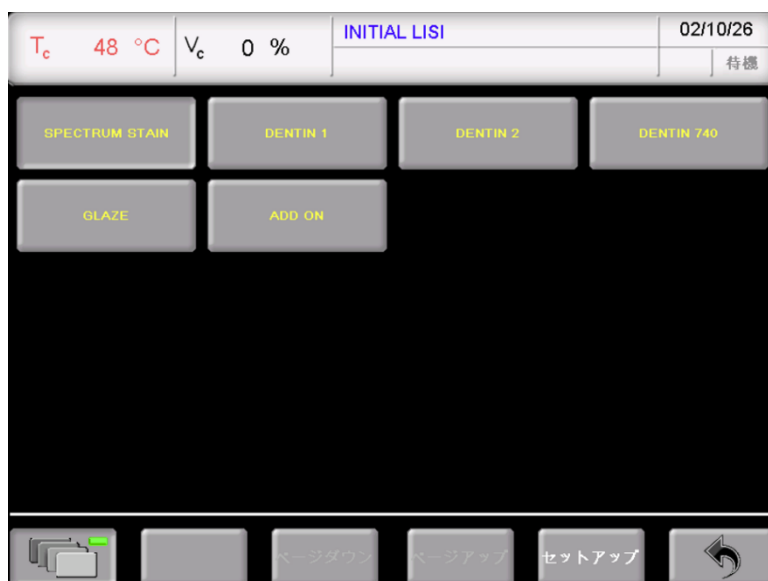 Tc 48 °C Vc 0 % INITIAL LISI 02/10/26
待機
SPECTRUM STAIN DENTIN 1 DENTIN 2 DENTIN 740
GLAZE ADD ON
ページダウン ページアップ セットアップ